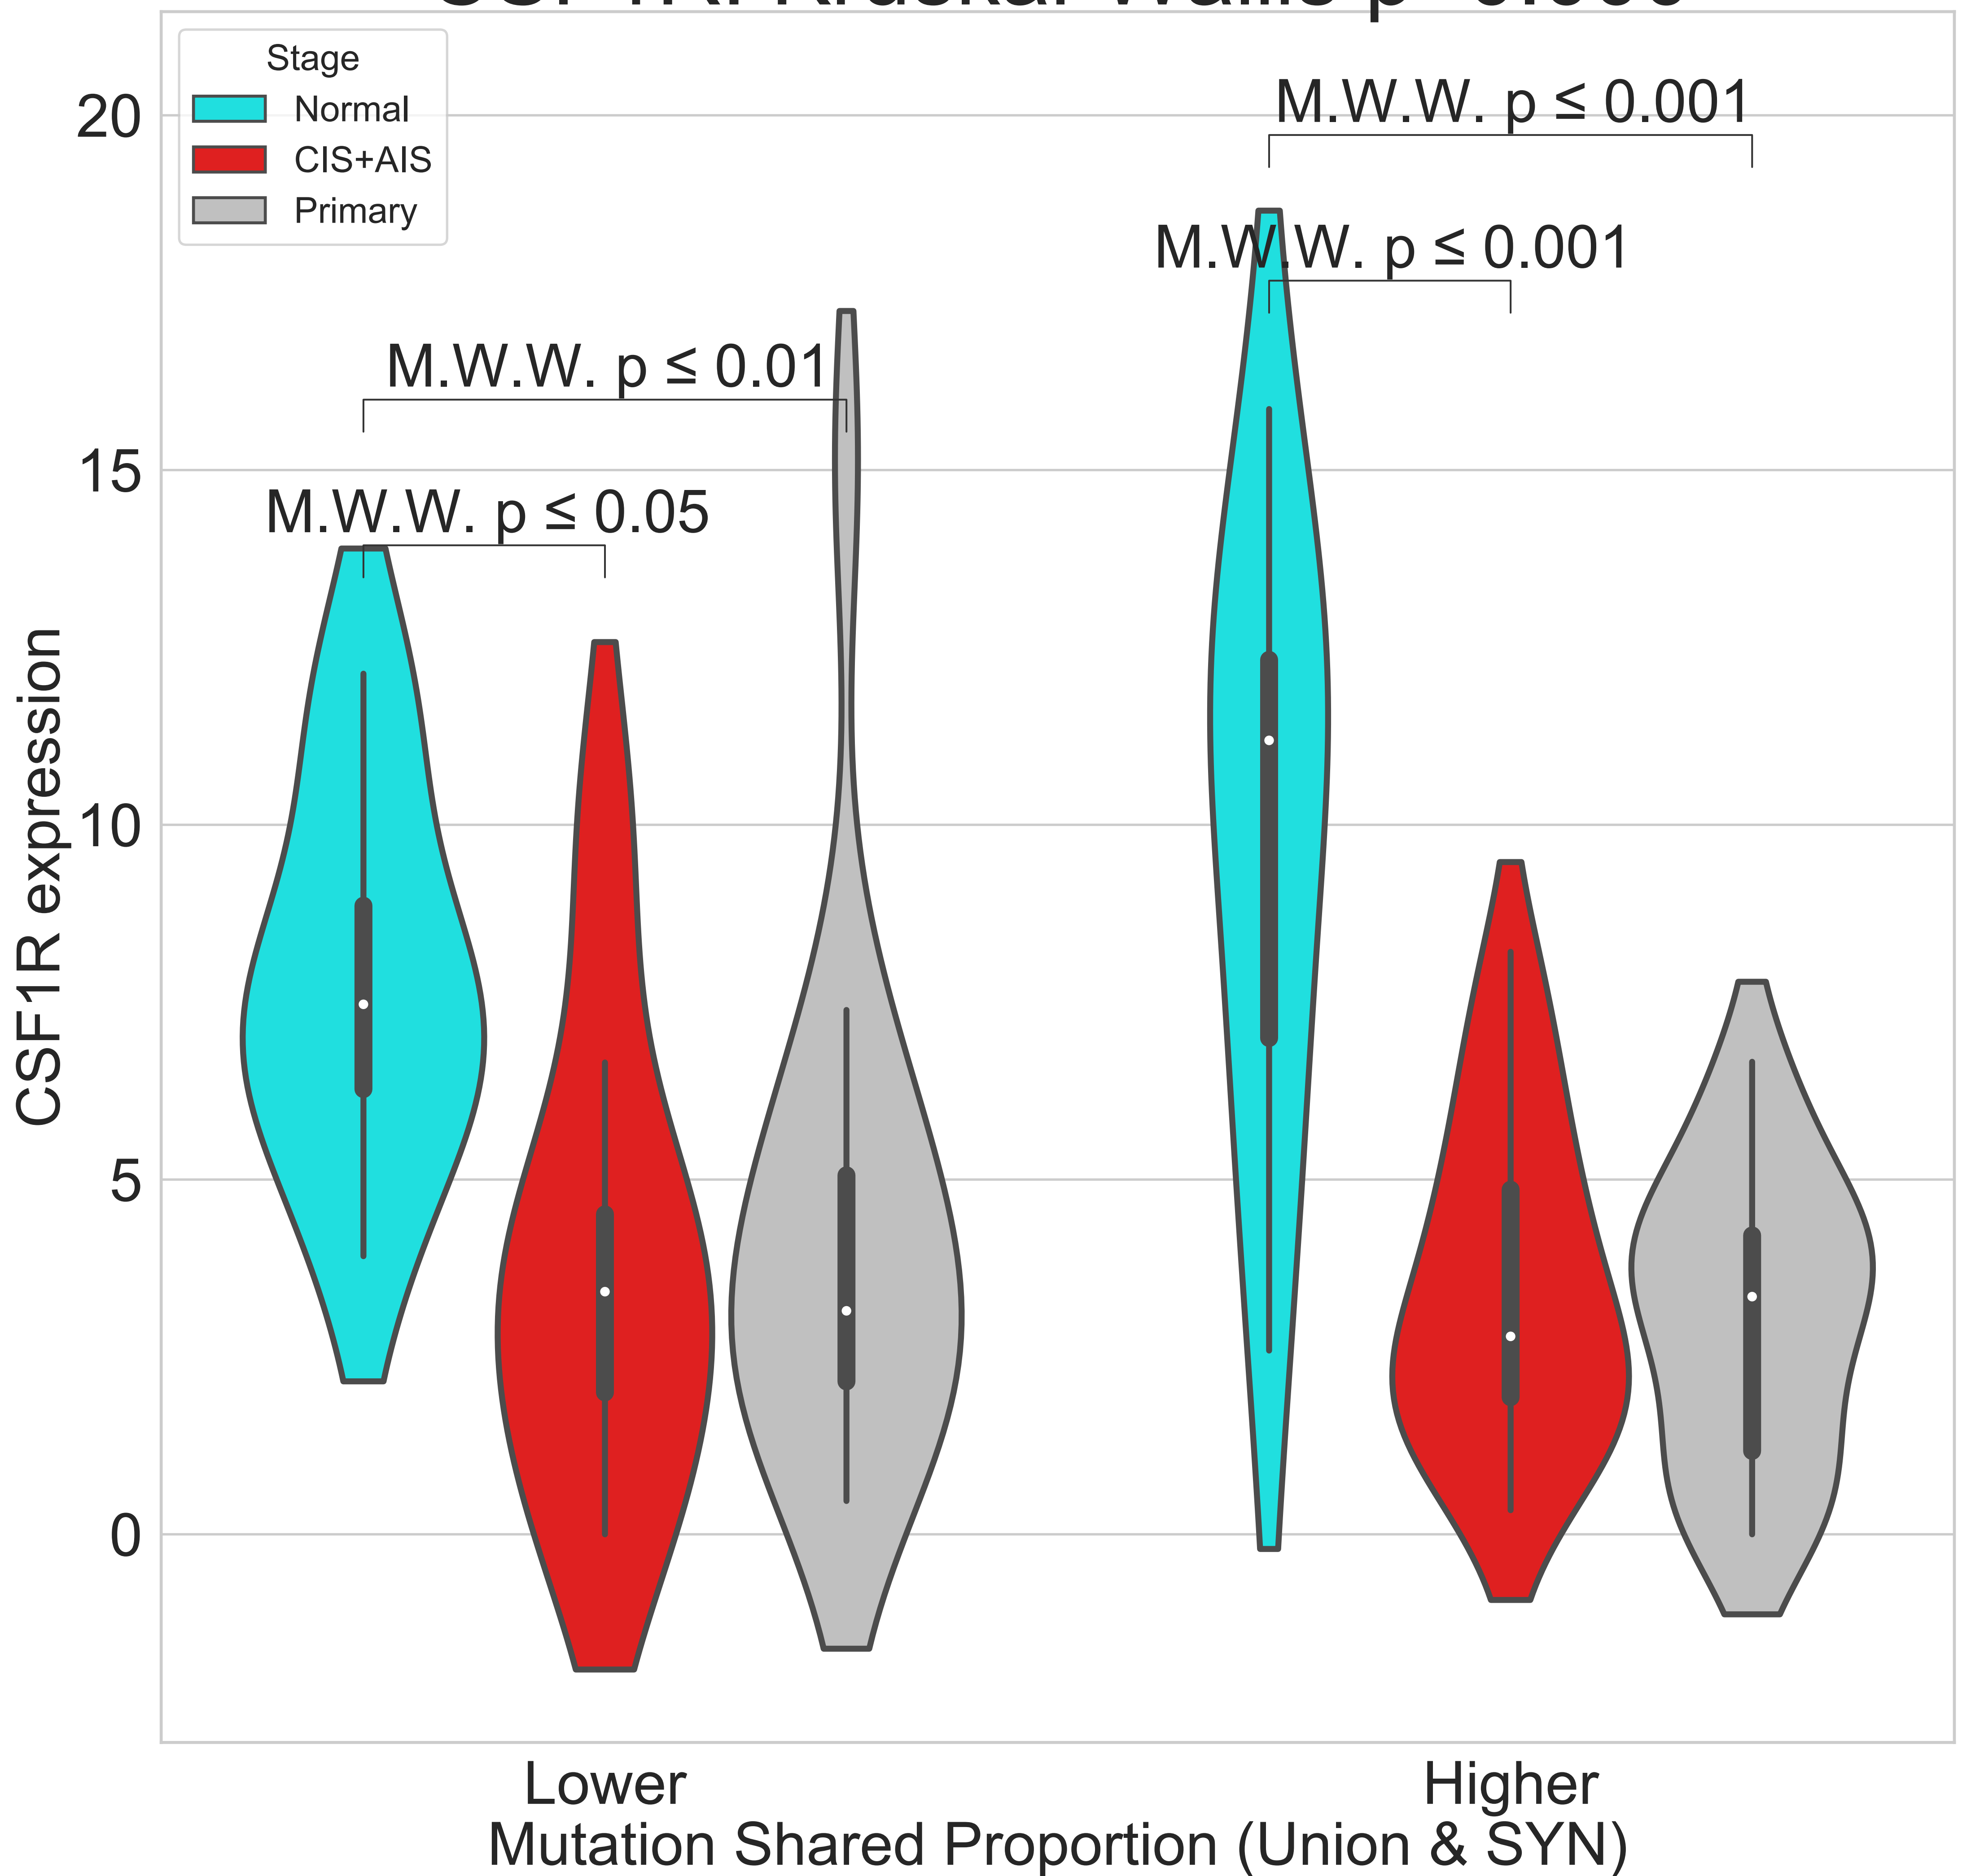 Stage
Normal
CIS+AIS
Primary
M.W.W. p ≤ 0.001
M.W.W. p ≤ 0.001
M.W.W. p ≤ 0.01
M.W.W. p ≤ 0.05
20
15
10
5
0
CSF1R expression
Lower
Higher
Mutation Shared Proportion (Union & SYN)